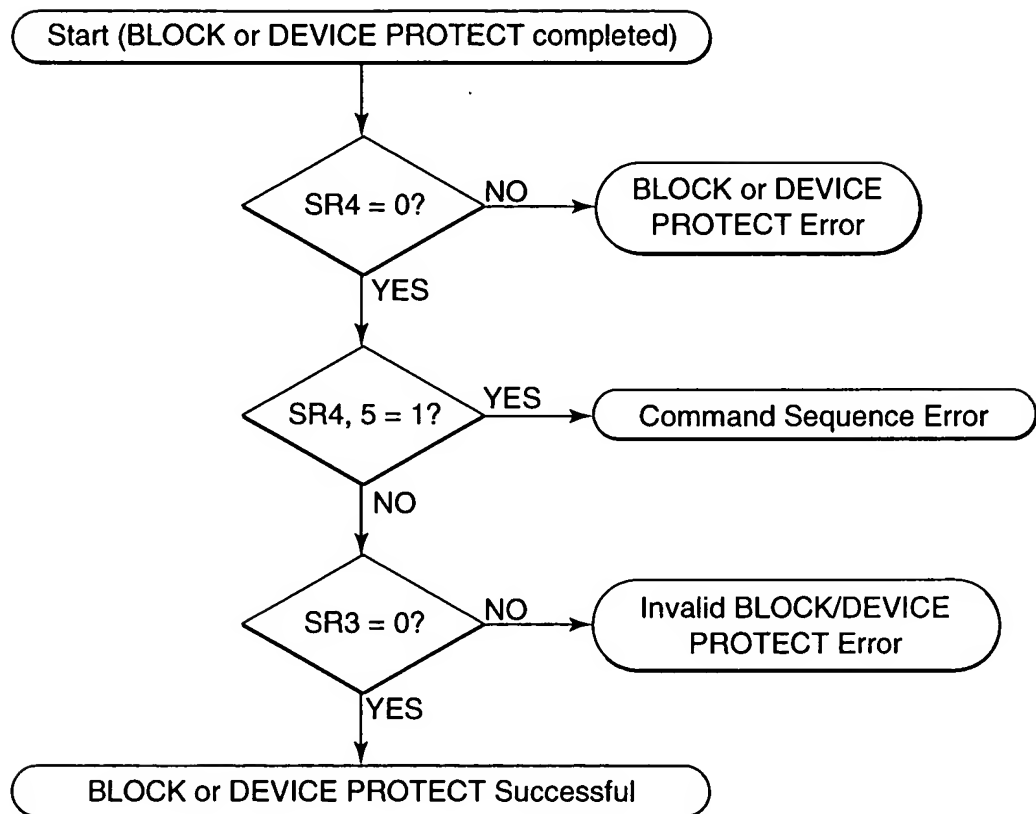 Start (BLOCK or DEVICE PROTECT completed)
SR4 = 0?
NO
BLOCK or DEVICE
PROTECT Error
YES
SR4, 5 = 1?
YES
Command Sequence Error
NO
SR3 = 0?
NO
Invalid BLOCK/DEVICE
PROTECT Error
YES
BLOCK or DEVICE PROTECT Successful